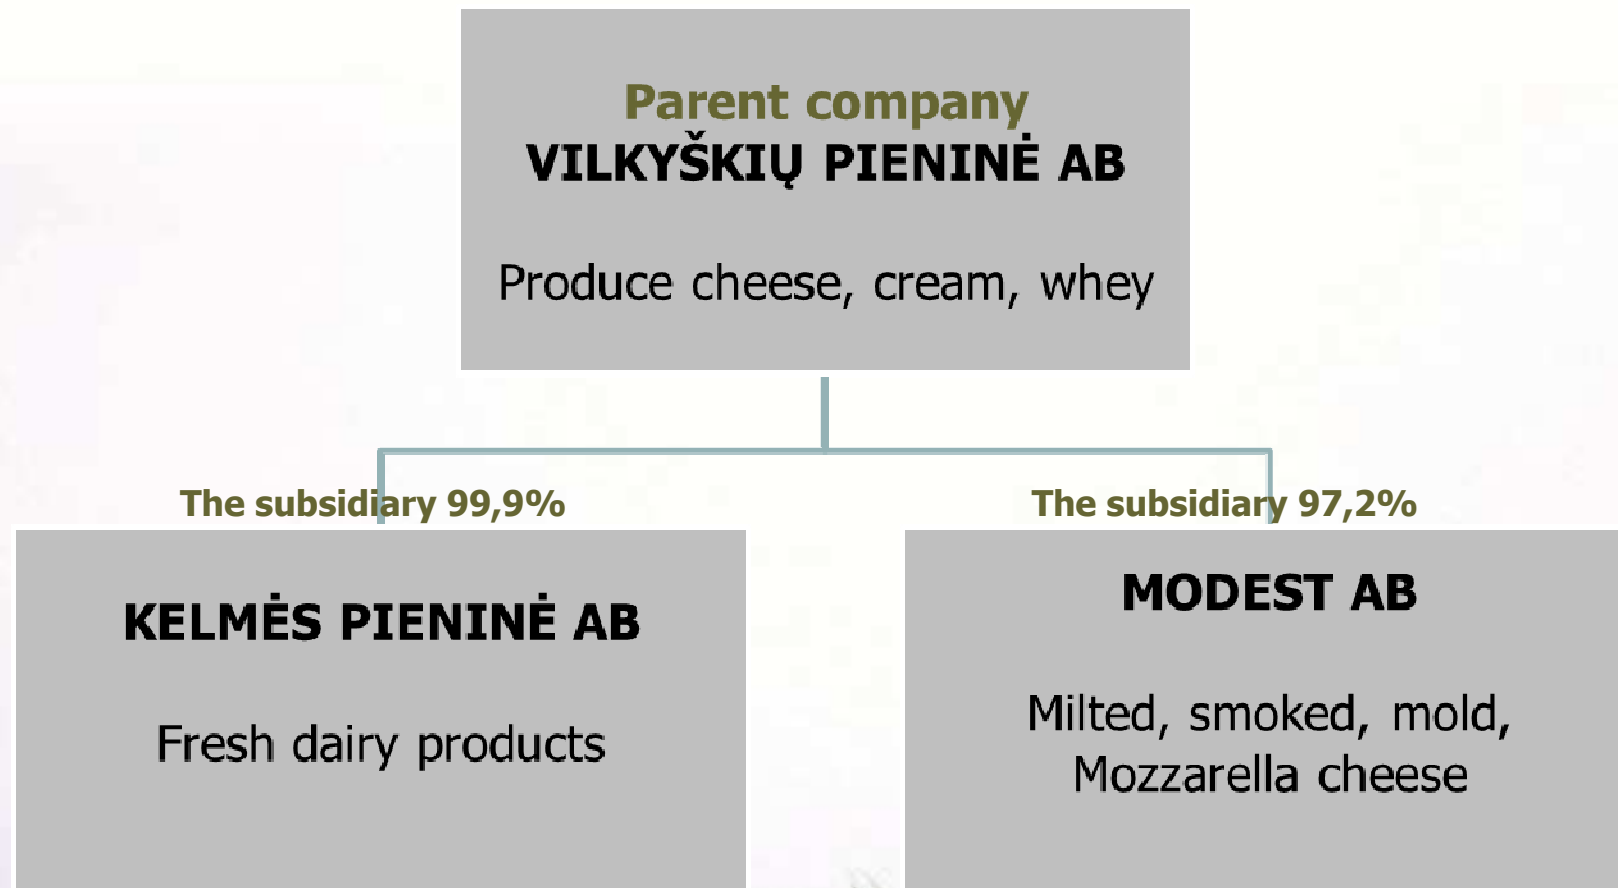 Parent company
VILKYŠKIŲ PIENINĖ AB
Produce cheese, cream, whey
The subsidiary 99,9%
KELMĖS PIENINĖ AB
Fresh dairy products
The subsidiary 97,2%
MODEST AB
Milted, smoked, mold,
Mozzarella cheese